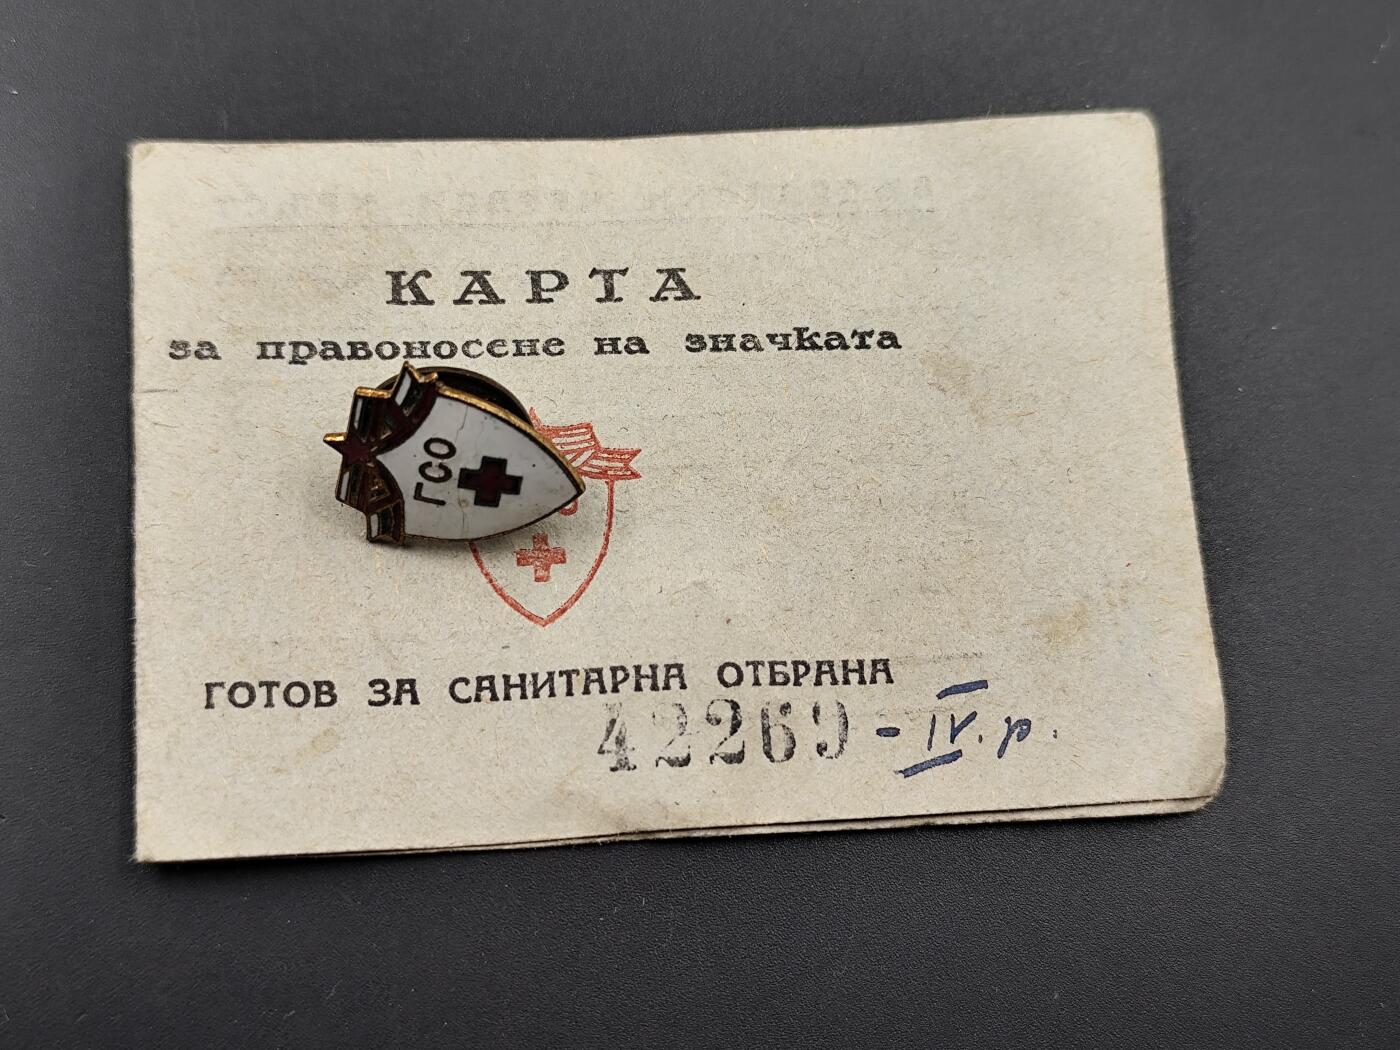 КАРТА
за правоносене на значката
ГСО
ГОТОВ ЗА САНИТАРНА ОТБРАНА
42269 - IV. р.